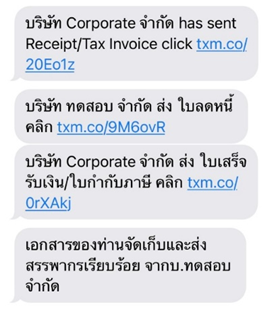 บริษัท Corporate จำกัด has sent
Receipt/Tax Invoice click txm.co/
20Eo1z
บริษัท ทดสอบ จำกัด ส่ง ใบลดหนี้
คลิก txm.co/9M6ovR
บริษัท Corporate จำกัด ส่ง ใบเสร็จ
รับเงิน/ใบกำกับภาษี คลิก txm.co/
0rXAkj
เอกสารของท่านจัดเก็บและส่ง
สรรพากรเรียบร้อย จากบ.ทดสอบ
จำกัด